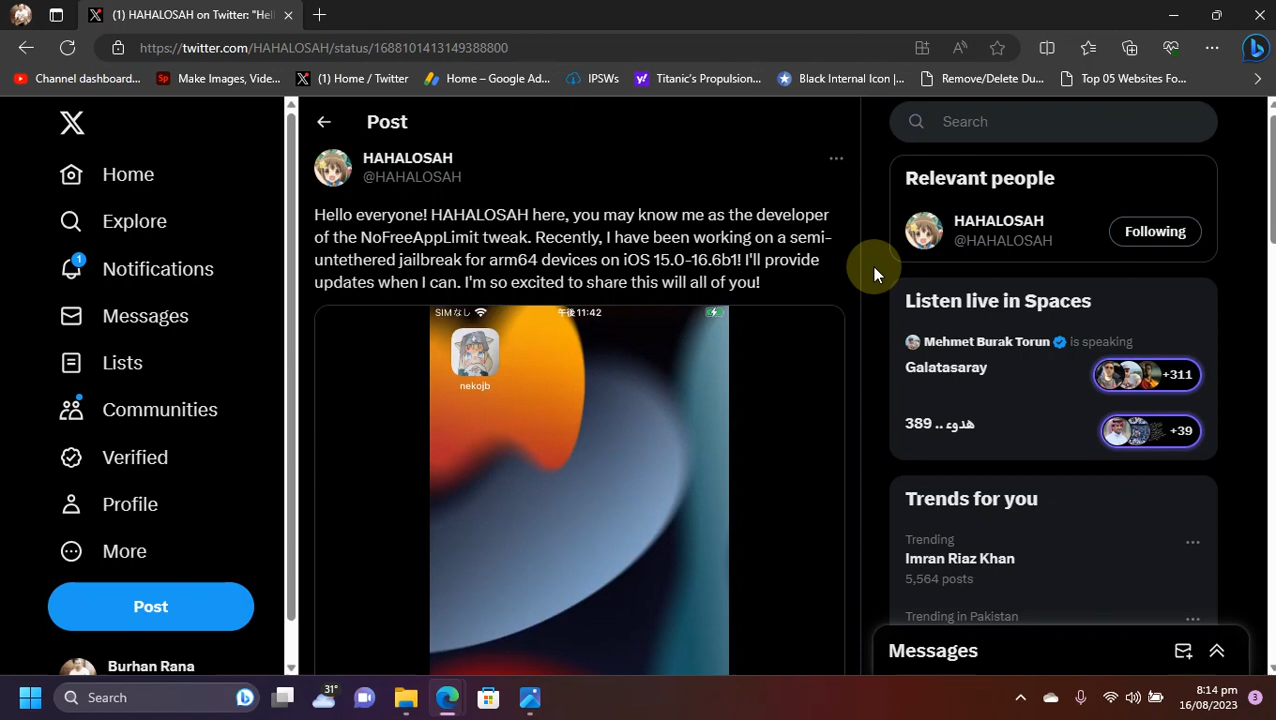 (1) HAHALOSAH on Twitter: "Hel
https://twitter.com/HAHALOSAH/status/1688101413149388800
Channel dashboard...
Make Images, Vide...
(1) Home / Twitter
Home – Google Ad...
IPSWs
Titanic's Propulsion...
Black Internal Icon |...
Remove/Delete Du...
Top 05 Websites Fo...
Home
Explore
1
Notifications
Messages
Lists
Communities
Verified
Profile
More
Post
Burhan Rana
Post
HAHALOSAH
@HAHALOSAH
Hello everyone! HAHALOSAH here, you may know me as the developer
of the NoFreeAppLimit tweak. Recently, I have been working on a semi-
untethered jailbreak for arm64 devices on iOS 15.0-16.6b1! I'll provide
updates when I can. I'm so excited to share this will all of you!
SIMなし
午後11:42
nekojb
Search
Relevant people
HAHALOSAH
@HAHALOSAH
Following
Listen live in Spaces
Mehmet Burak Torun is speaking
Galatasaray
+311
هدوء .. 389
+39
Trends for you
Trending
Imran Riaz Khan
5,564 posts
Trending in Pakistan
Messages
Search
31°
8:14 pm
16/08/2023
3